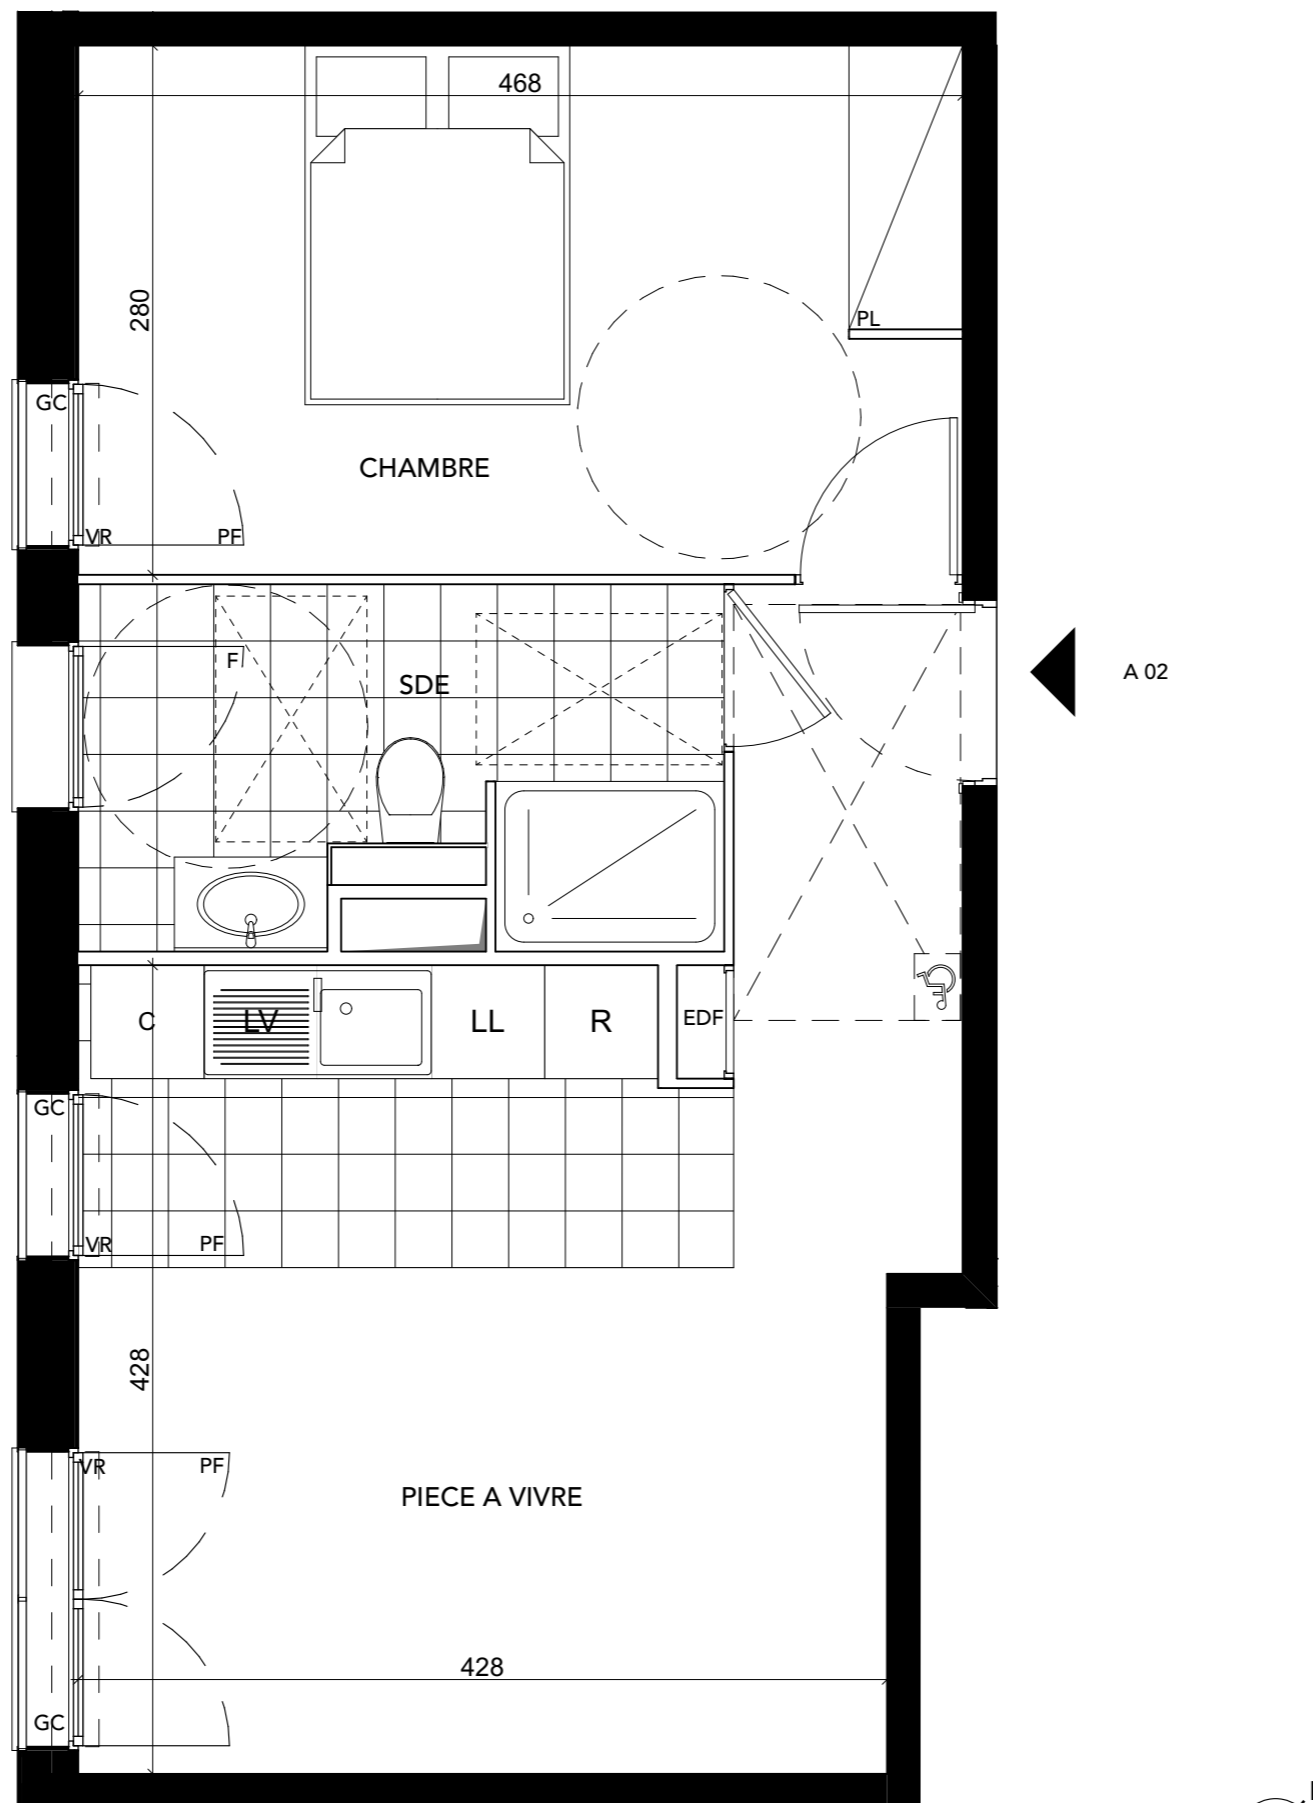 468
280
PL
GC
CHAMBRE
VR PF
F
SDE
A 02
C LV LL R EDF
GC
VR PF
428
VR PF
PIECE A VIVRE
428
GC